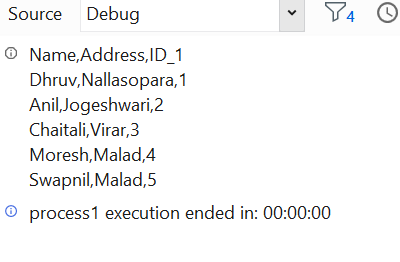 Source Debug 4
Name,Address,ID_1
Dhruv,Nallasopara,1
Anil,Jogeshwari,2
Chaitali,Virar,3
Moresh,Malad,4
Swapnil,Malad,5
process1 execution ended in: 00:00:00